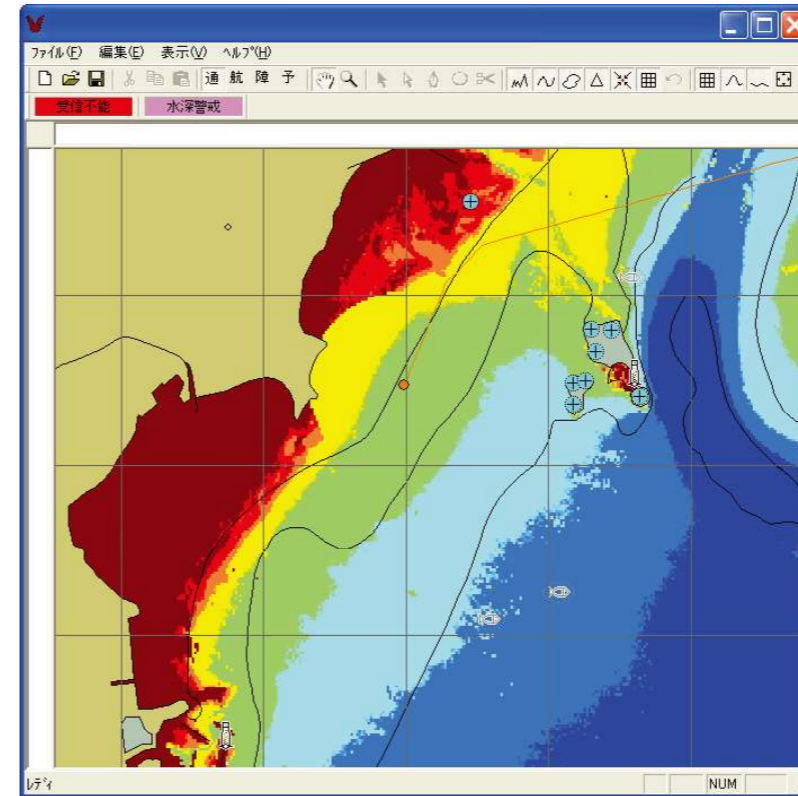 ファイル(F) 編集(E) 表示(V) ヘルプ(H)
通 航 障 予
受信不能 水深警戒
レディ NUM